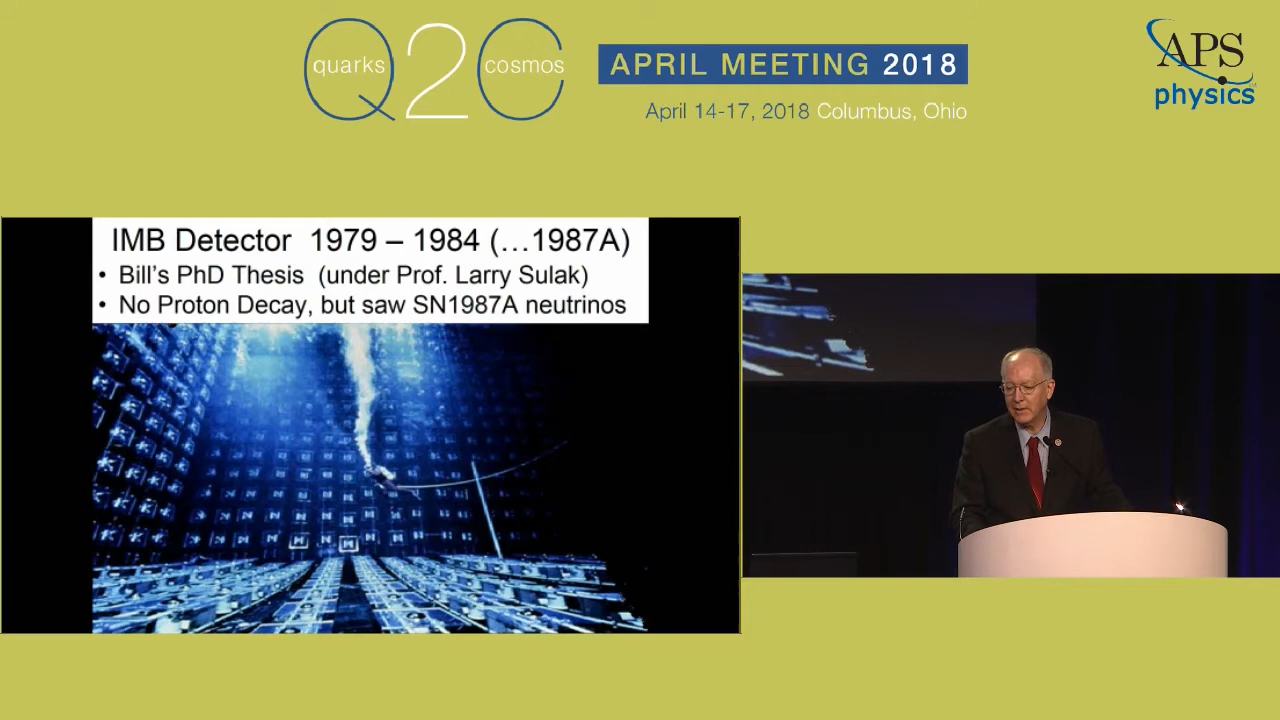 quarks Q2C cosmos
APRIL MEETING 2018
April 14-17, 2018 Columbus, Ohio
APS
physics
IMB Detector 1979 – 1984 (…1987A)
• Bill's PhD Thesis (under Prof. Larry Sulak)
• No Proton Decay, but saw SN1987A neutrinos